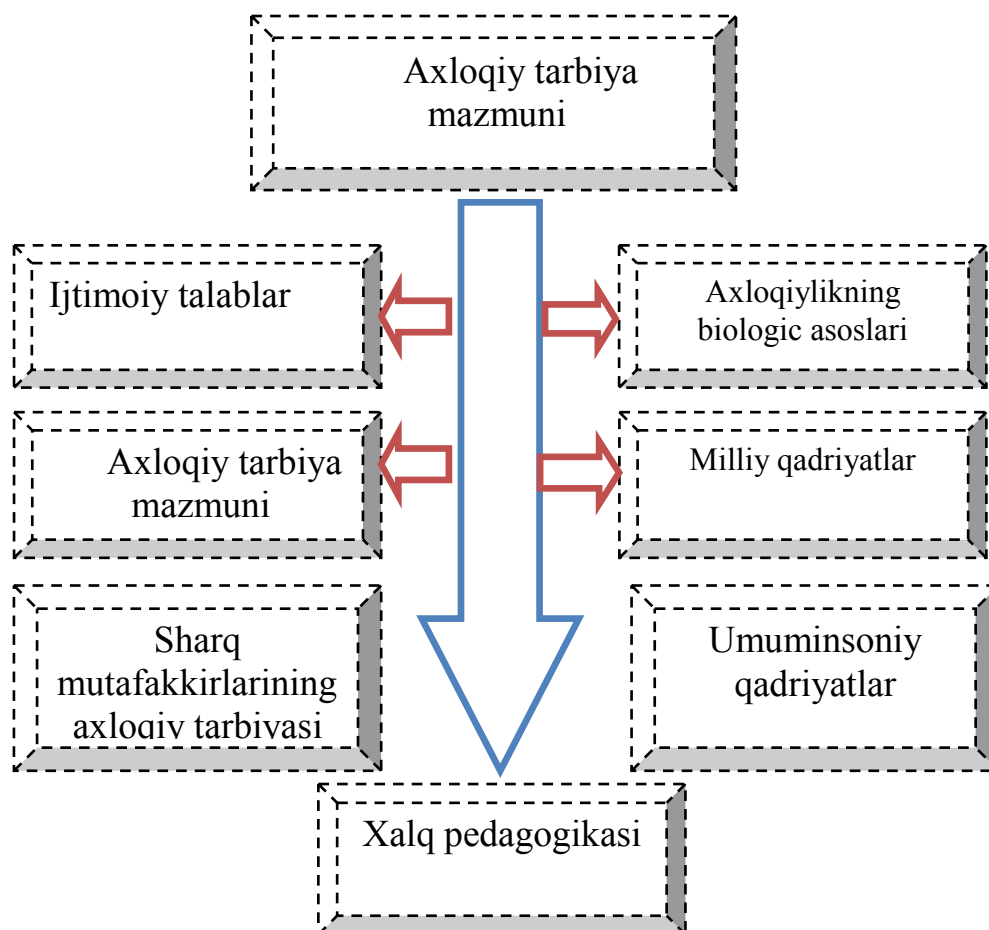 Axloqiy tarbiya
mazmuni
Ijtimoiy talablar
Axloqiylikning
biologic asoslari
Axloqiy tarbiya
mazmuni
Milliy qadriyatlar
Sharq
mutafakkirlarining
axloqiy tarbiyasi
Umuminsoniy
qadriyatlar
Xalq pedagogikasi